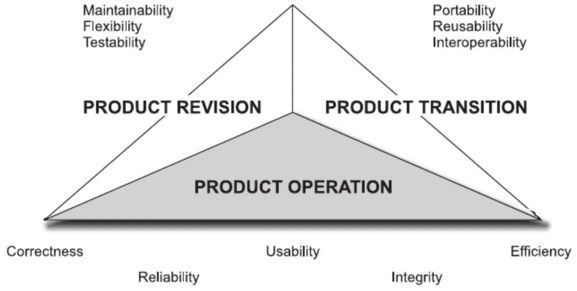 Maintainability
Flexibility
Testability
Portability
Reusability
Interoperability
PRODUCT REVISION
PRODUCT TRANSITION
PRODUCT OPERATION
Correctness
Usability
Efficiency
Reliability
Integrity